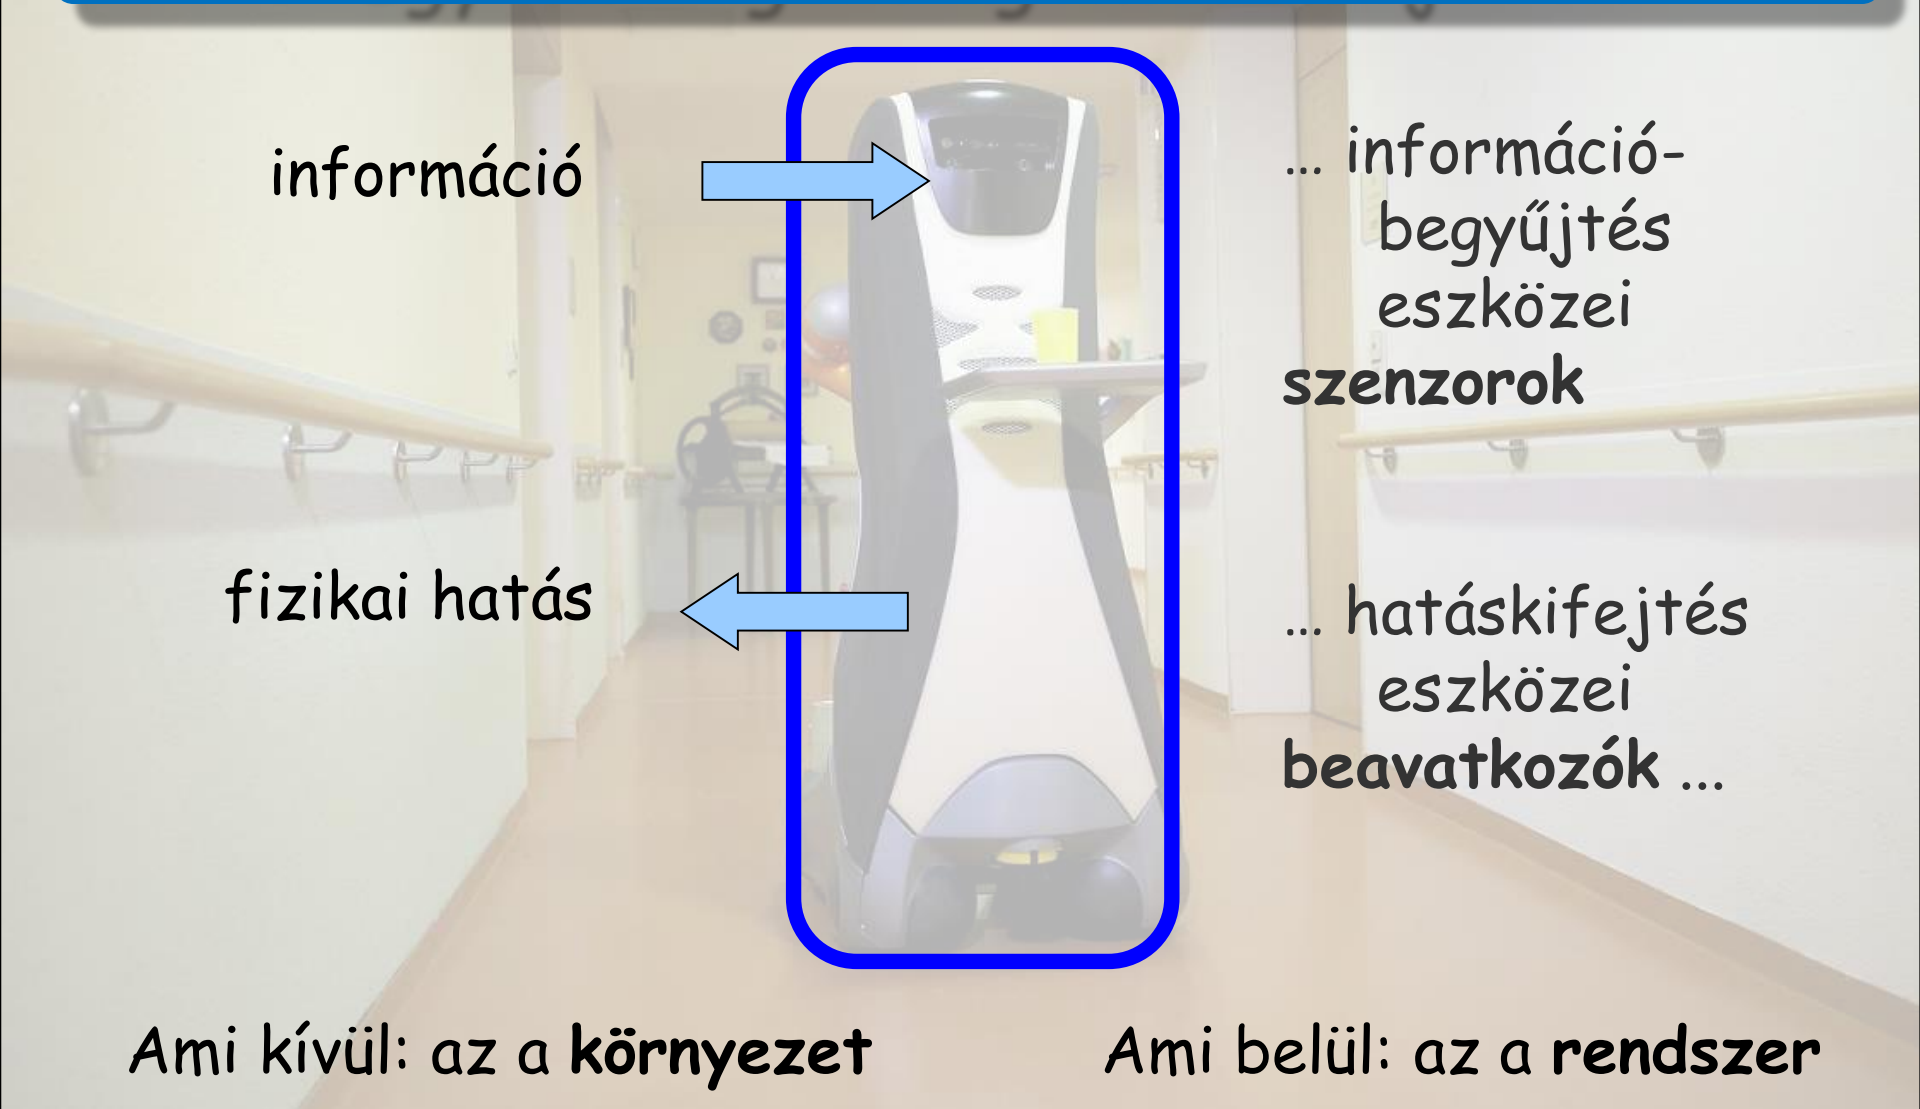 információ
... információ-
begyűjtés
eszközei
szenzorok
fizikai hatás
... hatáskifejtés
eszközei
beavatkozók ...
Ami kívül: az a környezet
Ami belül: az a rendszer